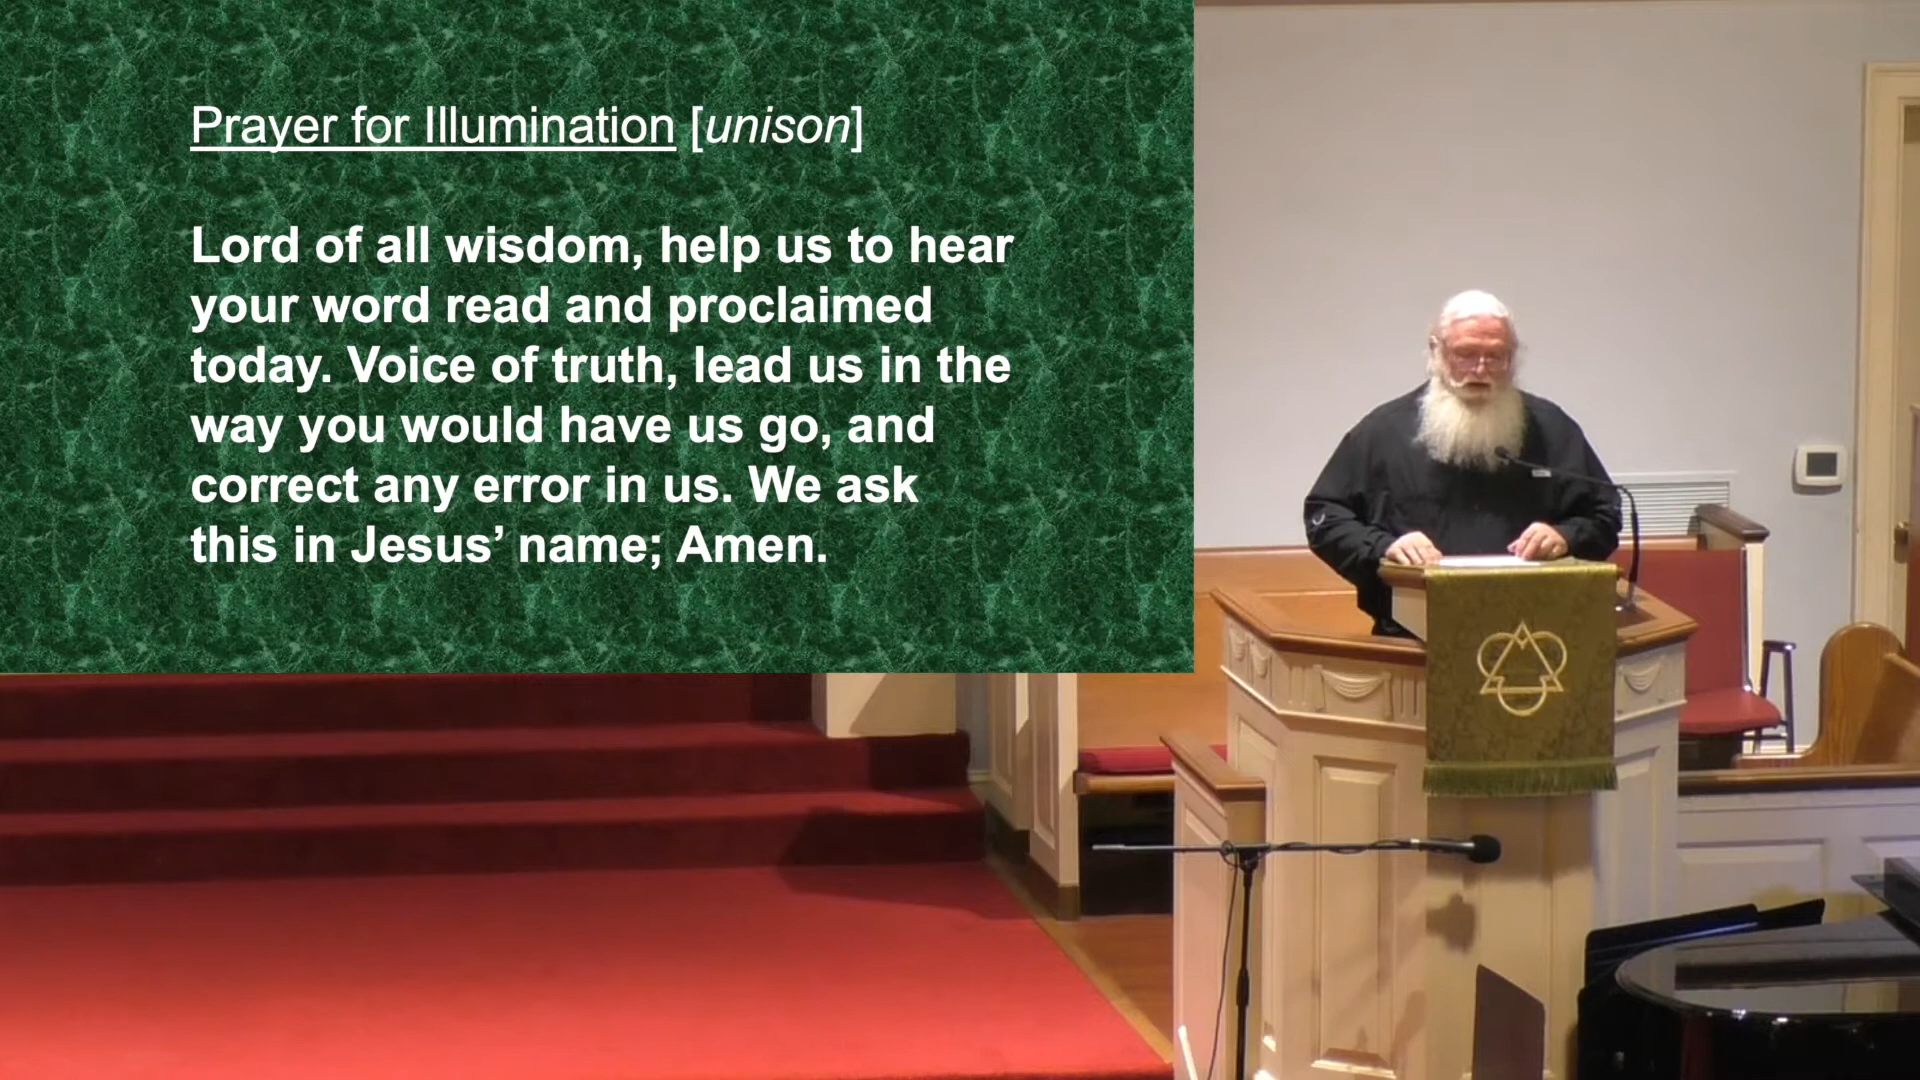 Prayer for Illumination [unison]
Lord of all wisdom, help us to hear
your word read and proclaimed
today. Voice of truth, lead us in the
way you would have us go, and
correct any error in us. We ask
this in Jesus’ name; Amen.